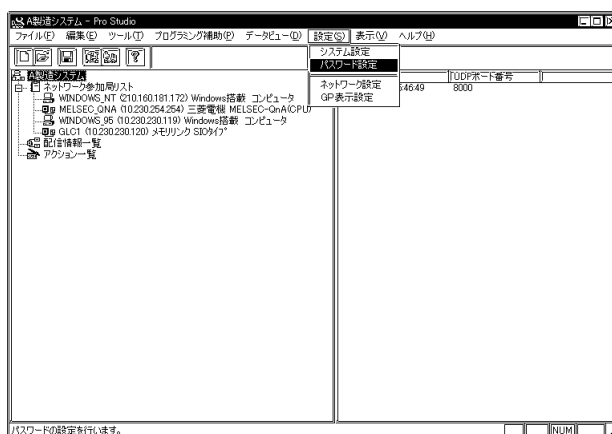 A製造システム - Pro Studio
ファイル(F) 編集(E) ツール(T) プログラミング補助(P) データビュー(D) 設定(S) 表示(V) ヘルプ(H)
システム設定
パスワード設定
ネットワーク設定
GP表示設定
A製造システム
ネットワーク参加局リスト
WINDOWS_NT (210.160.181.172) Windows搭載 コンピュータ
MELSEC_QNA (10.230.254.254) 三菱電機 MELSEC-QnA(CPU)
WINDOWS_95 (10.230.230.119) Windows搭載 コンピュータ
GLC1 (10.230.230.120) メモリリンク SIOタイプ
配信情報一覧
アクション一覧
UDPポート番号
:46:49 8000
パスワードの設定を行います。
NUM